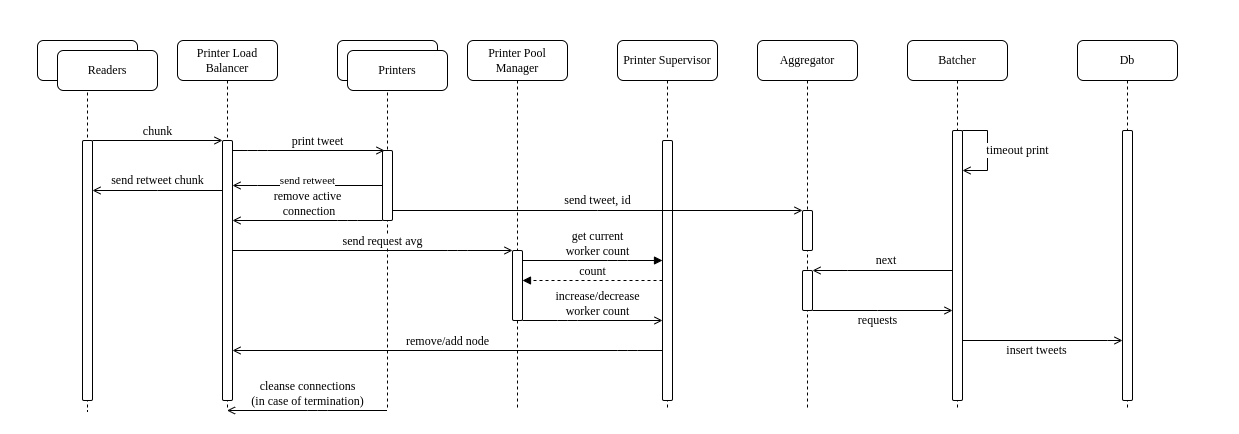 Readers
Printer Load
Balancer
Printers
Printer Pool
Manager
Printer Supervisor
Aggregator
Batcher
Db
chunk
print tweet
timeout print
send retweet chunk
send retweet
remove active
connection
send tweet, id
send request avg
get current
worker count
next
count
increase/decrease
worker count
requests
remove/add node
insert tweets
cleanse connections
(in case of termination)